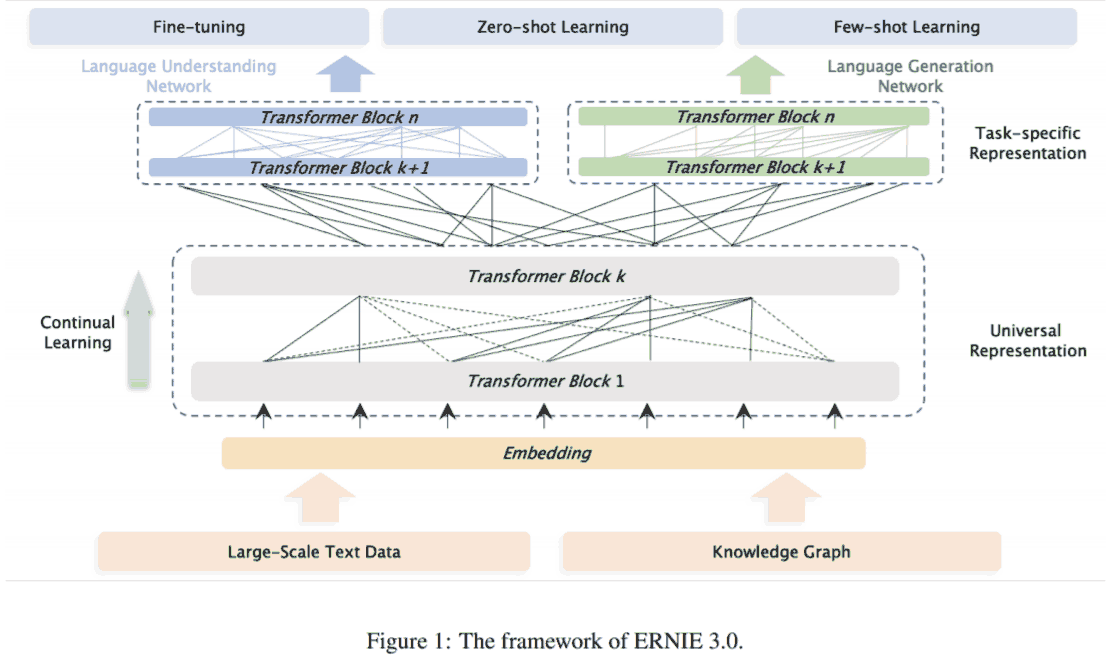 Fine-tuning
Zero-shot Learning
Few-shot Learning
Language Understanding
Network
Language Generation
Network
Transformer Block n
Transformer Block n
Task-specific
Representation
Transformer Block k+1
Transformer Block k+1
Transformer Block k
Continual
Learning
Universal
Representation
Transformer Block 1
Embedding
Large-Scale Text Data
Knowledge Graph
Figure 1: The framework of ERNIE 3.0.